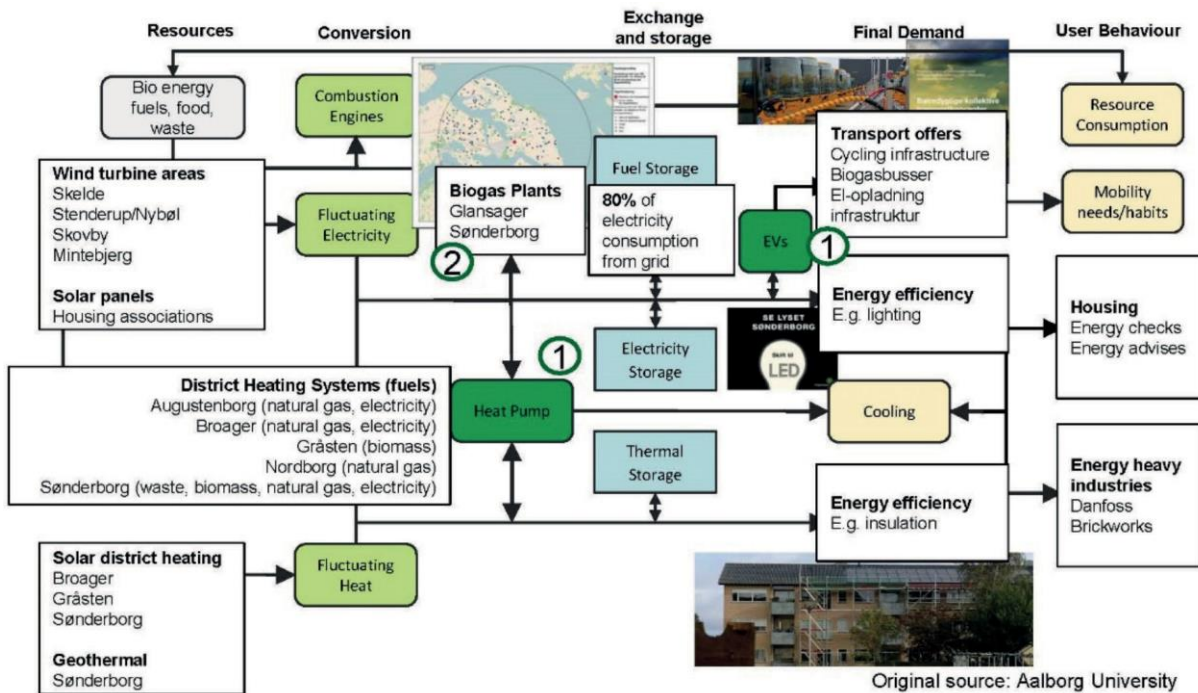 Resources
Conversion
Exchange
and storage
Final Demand
User Behaviour
Bio energy
fuels, food,
waste
Combustion
Engines
Fuel Storage
Transport offers
Cycling infrastructure
Biogasbusser
El-opladning
infrastruktur
Resource
Consumption
Wind turbine areas
Skelde
Stenderup/Nybøl
Skovby
Mintebjerg
Solar panels
Housing associations
Fluctuating
Electricity
Biogas Plants
Glansager
Sønderborg
2
80% of
electricity
consumption
from grid
EVs
1
Mobility
needs/habits
Energy efficiency
E.g. lighting
Housing
Energy checks
Energy advises
SE LYSET
SØNDERBORG
Skift til
LED
1
Electricity
Storage
District Heating Systems (fuels)
Augustenborg (natural gas, electricity)
Broager (natural gas, electricity)
Gråsten (biomass)
Nordborg (natural gas)
Sønderborg (waste, biomass, natural gas, electricity)
Heat Pump
Cooling
Thermal
Storage
Energy efficiency
E.g. insulation
Energy heavy
industries
Danfoss
Brickworks
Solar district heating
Broager
Gråsten
Sønderborg
Geothermal
Sønderborg
Fluctuating
Heat
Original source: Aalborg University